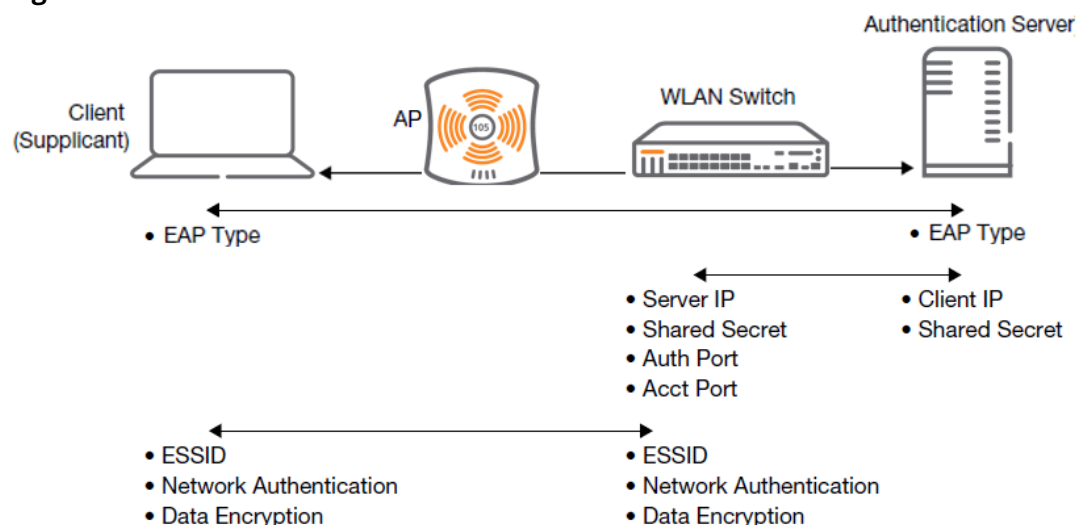 Authentication Server
Client
(Supplicant)
AP
105
WLAN Switch
• EAP Type
• EAP Type
• Server IP
• Shared Secret
• Auth Port
• Acct Port
• Client IP
• Shared Secret
• ESSID
• Network Authentication
• Data Encryption
• ESSID
• Network Authentication
• Data Encryption